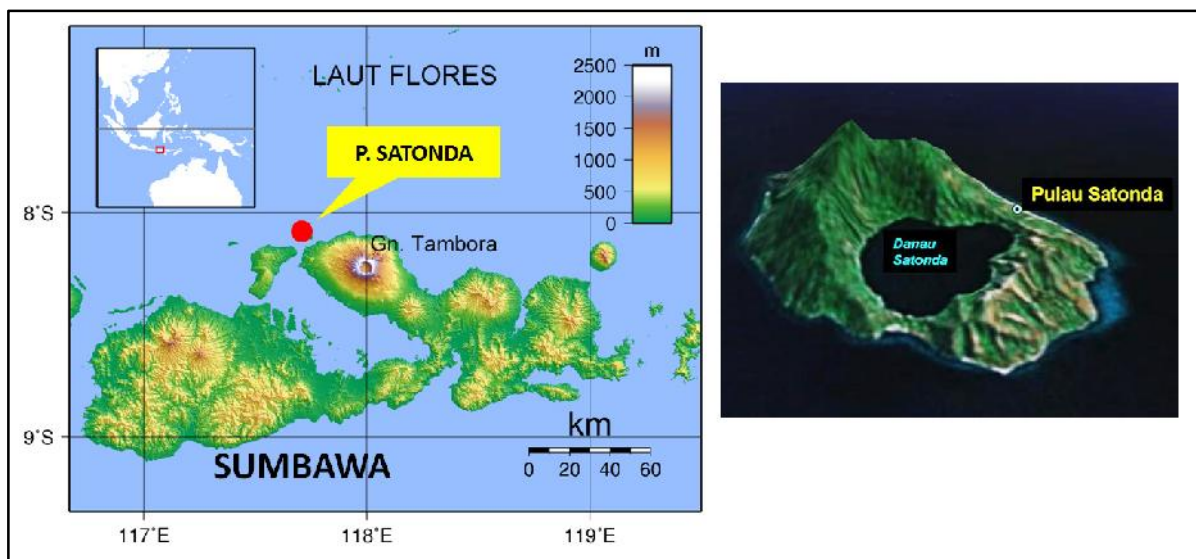 LAUT FLORES
m
2500
2000
1500
1000
500
0
P. SATONDA
8°S
Gn. Tambora
9°S
SUMBAWA
km
0 20 40 60
117°E 118°E 119°E
Pulau Satonda
Danau
Satonda